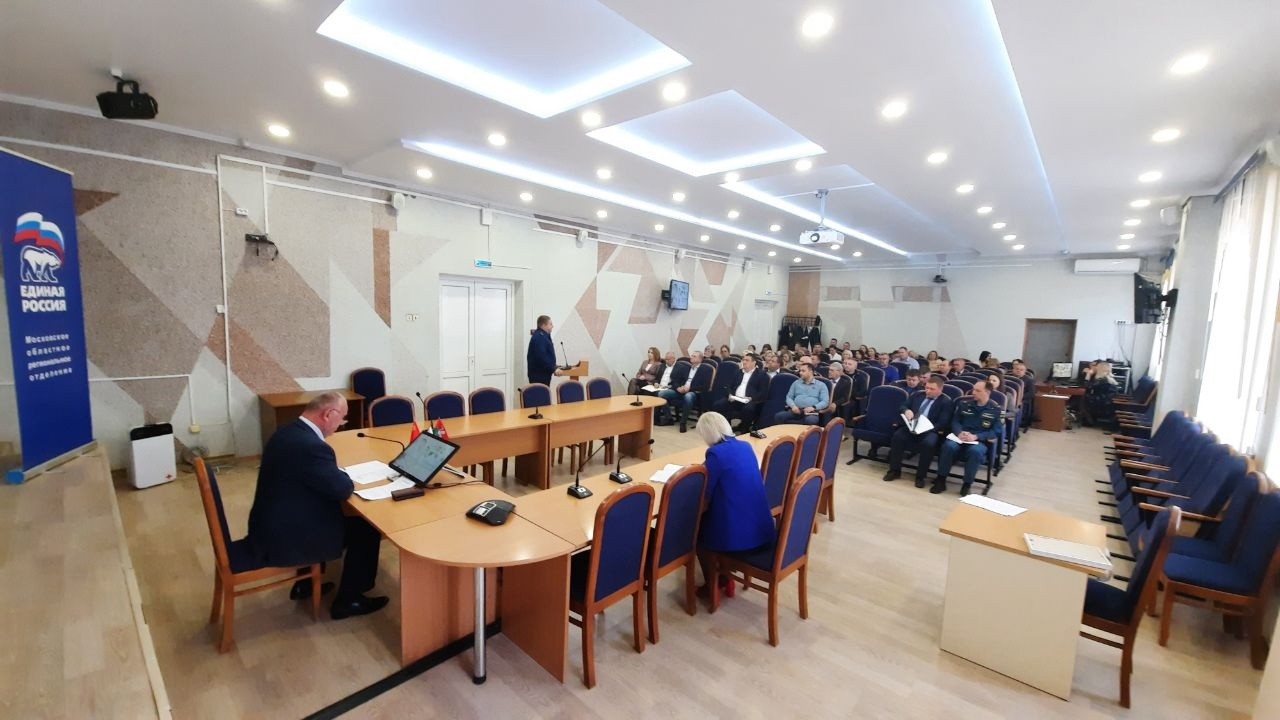 ЕДИНАЯ
РОССИЯ
Московское
областное
региональное
отделение